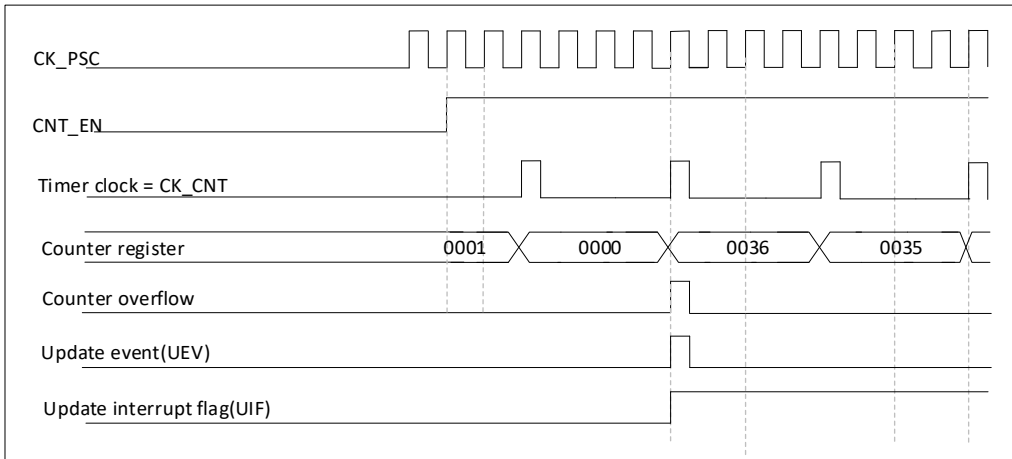 CK_PSC
CNT_EN
Timer clock = CK_CNT
Counter register 0001 0000 0036 0035
Counter overflow
Update event(UEV)
Update interrupt flag(UIF)